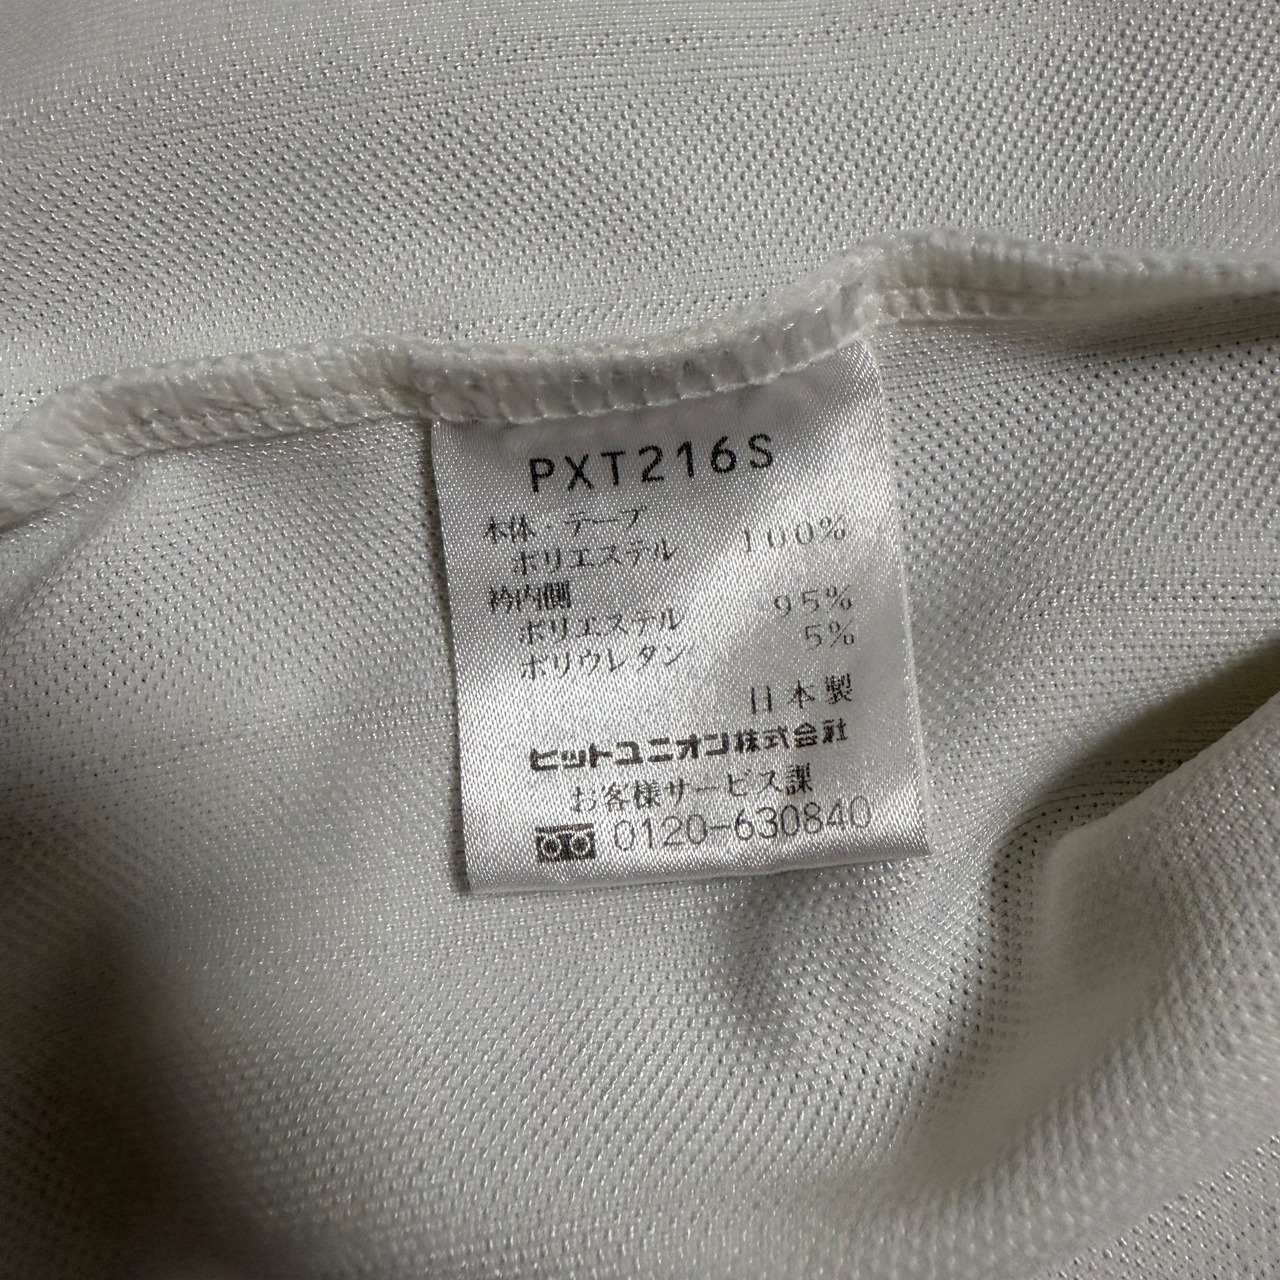 PXT216S
本体・テープ
ポリエステル 100%
衿内側
ポリエステル 95%
ポリウレタン 5%
日本製
ヒットユニオン株式会社
お客様サービス課
0120-630840